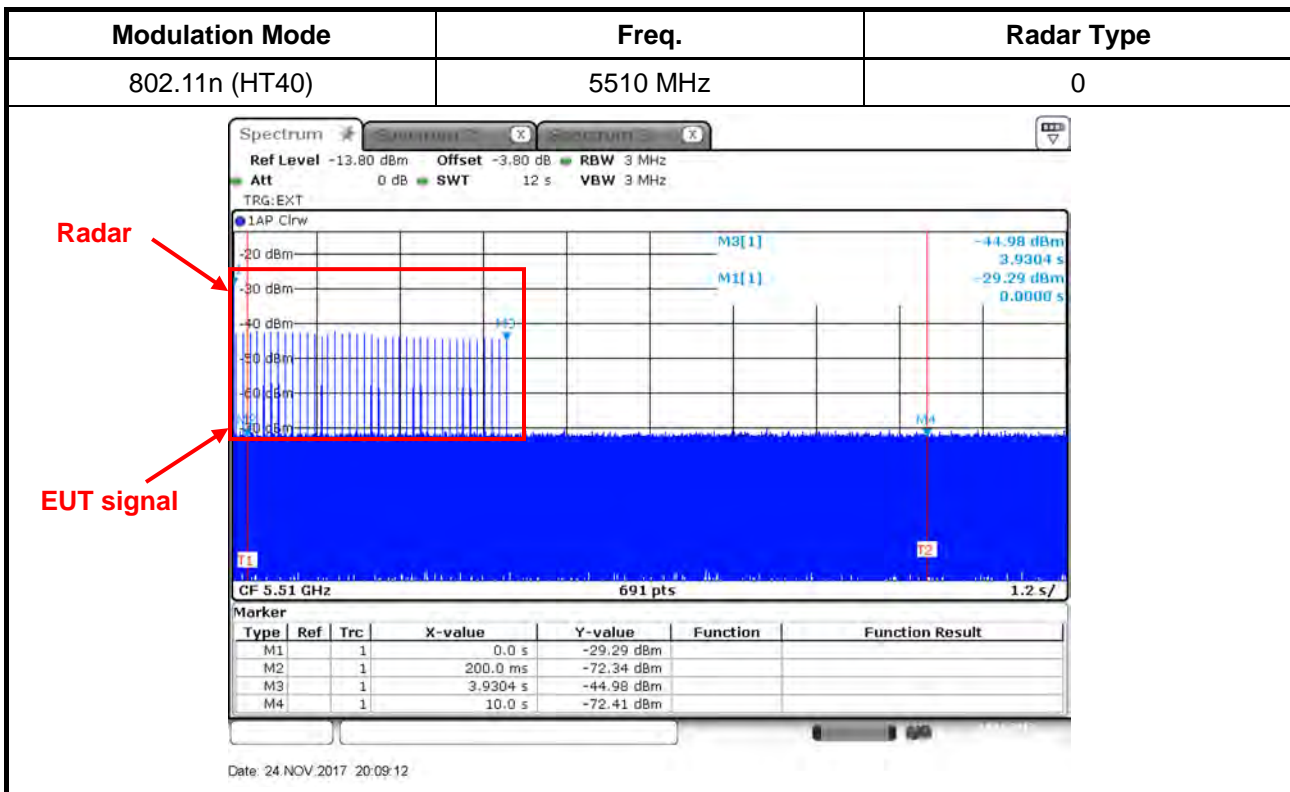 Modulation Mode Freq. Radar Type
802.11n (HT40) 5510 MHz 0
Spectrum X X
Ref Level -13.80 dBm Offset -3.80 dB RBW 3 MHz
Att 0 dB SWT 12 s VBW 3 MHz
TRG:EXT
1AP Clrw
Radar
M3[1] -44.98 dBm
-20 dBm 3.9304 s
M1[1] -29.29 dBm
-30 dBm 0.0000 s
-40 dBm M3
-50 dBm
-60 dBm
M2 M4
-70 dBm
EUT signal
T1 T2
CF 5.51 GHz 691 pts 1.2 s/
Marker
Type Ref Trc X-value Y-value Function Function Result
M1 1 0.0 s -29.29 dBm
M2 1 200.0 ms -72.34 dBm
M3 1 3.9304 s -44.98 dBm
M4 1 10.0 s -72.41 dBm
Date: 24.NOV.2017 20:09:12